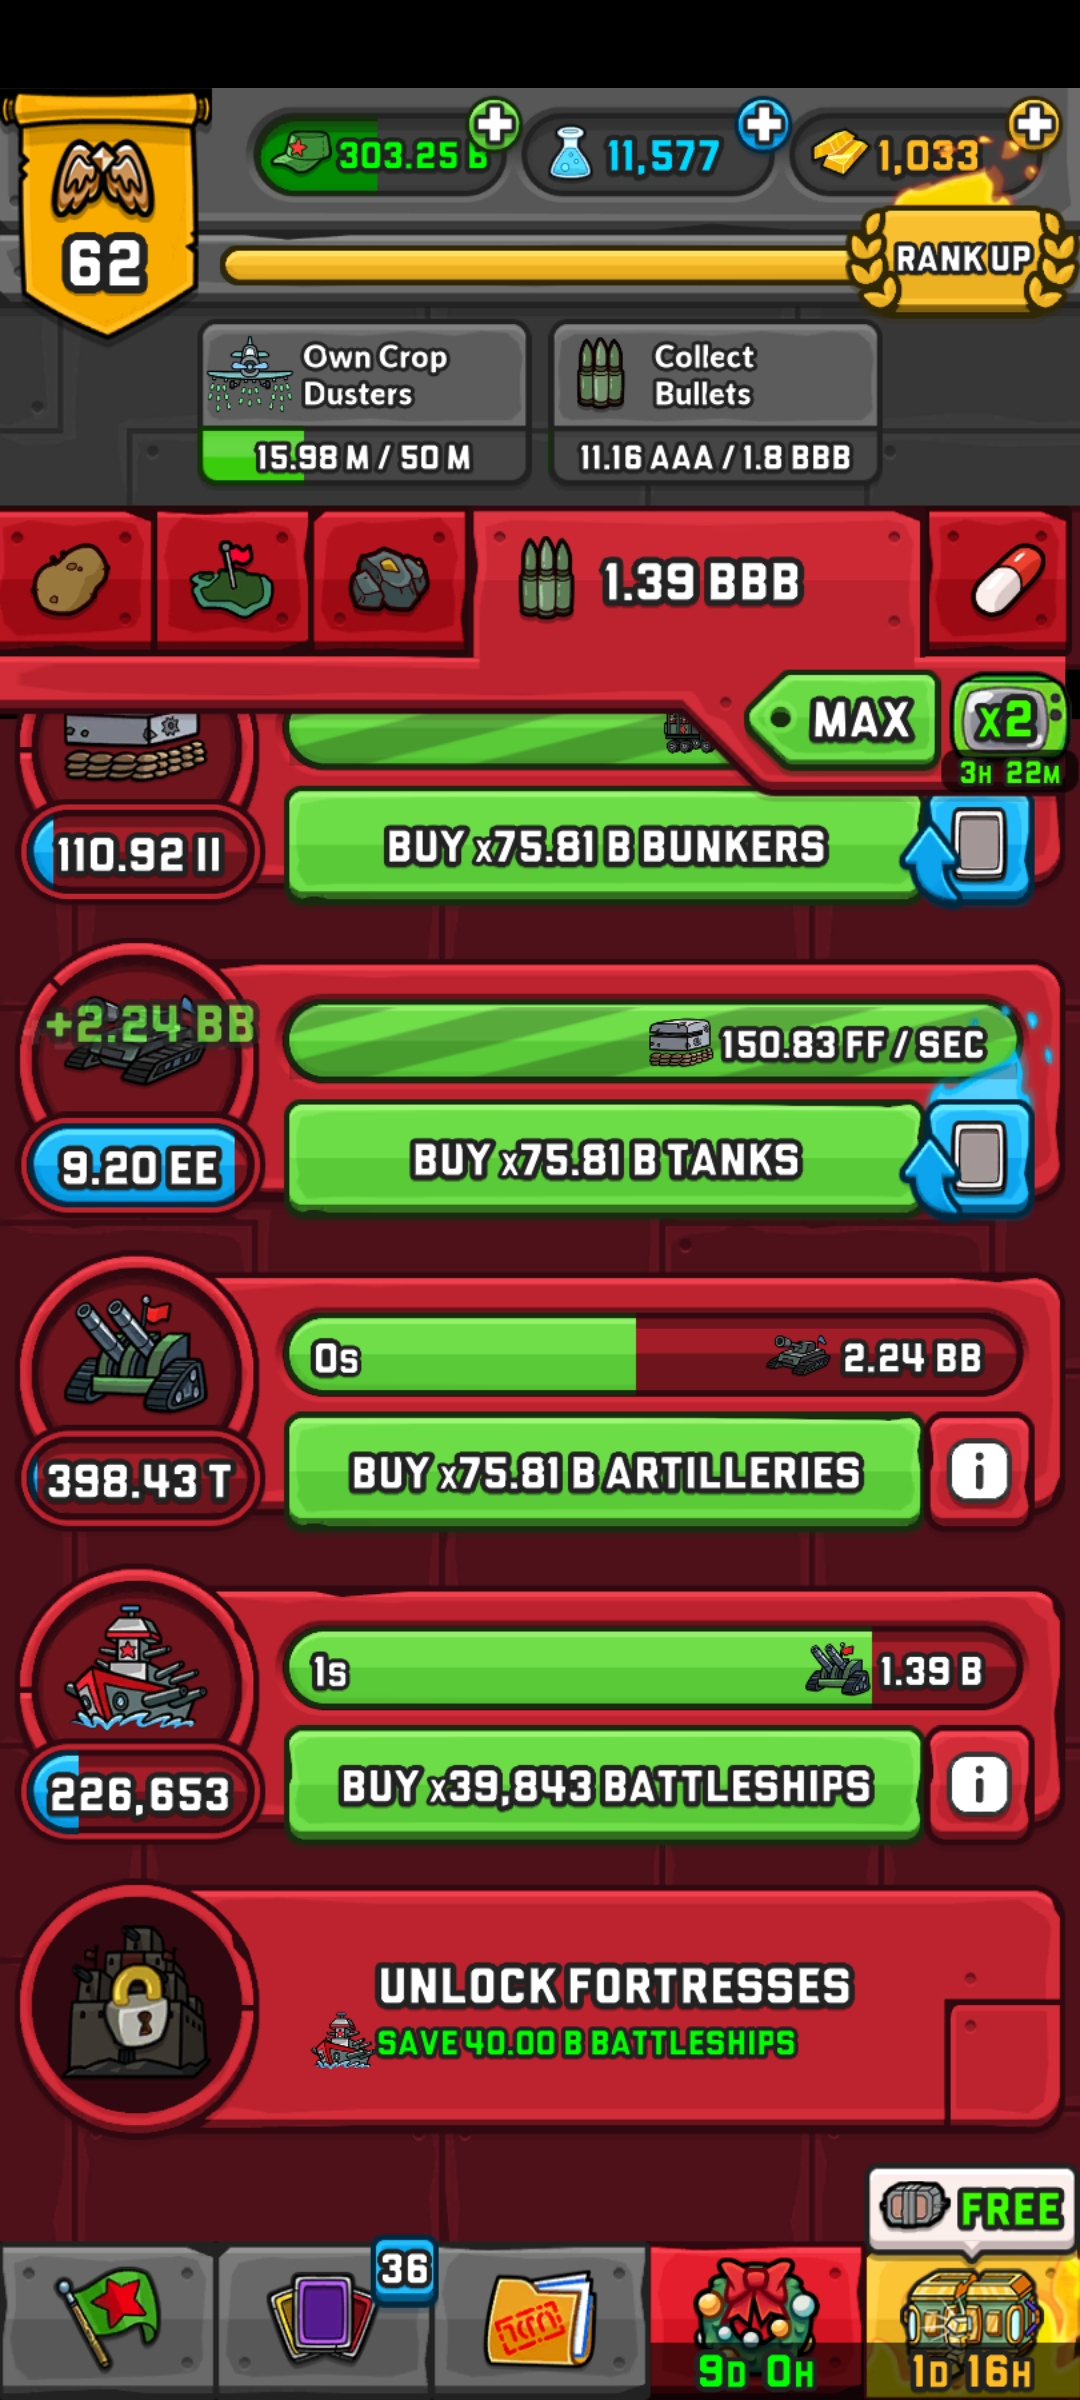 303.25 B
11,577
1,033
62
RANK UP
Own Crop
Dusters
15.98 M / 50 M
Collect
Bullets
11.16 AAA / 1.8 BBB
1.39 BBB
MAX
x2
3H 22M
110.92 II
BUY x75.81 B BUNKERS
+2.24 BB
150.83 FF / SEC
9.20 EE
BUY x75.81 B TANKS
0s
2.24 BB
398.43 T
BUY x75.81 B ARTILLERIES
i
1s
1.39 B
226,653
BUY x39,843 BATTLESHIPS
i
UNLOCK FORTRESSES
SAVE 40.00 B BATTLESHIPS
FREE
36
9D 0H
1D 16H